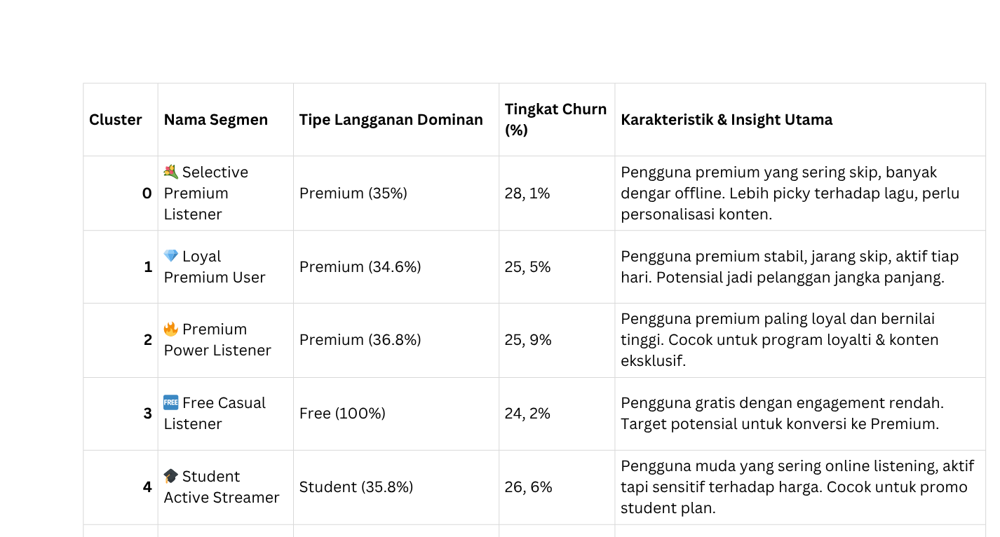 Cluster
Nama Segmen
Tipe Langganan Dominan
Tingkat Churn
(%)
Karakteristik & Insight Utama
0
💐 Selective
Premium
Listener
Premium (35%)
28, 1%
Pengguna premium yang sering skip, banyak
dengar offline. Lebih picky terhadap lagu, perlu
personalisasi konten.
1
💎 Loyal
Premium User
Premium (34.6%)
25, 5%
Pengguna premium stabil, jarang skip, aktif tiap
hari. Potensial jadi pelanggan jangka panjang.
2
🔥 Premium
Power Listener
Premium (36.8%)
25, 9%
Pengguna premium paling loyal dan bernilai
tinggi. Cocok untuk program loyalti & konten
eksklusif.
3
🆓 Free Casual
Listener
Free (100%)
24, 2%
Pengguna gratis dengan engagement rendah.
Target potensial untuk konversi ke Premium.
4
🎓 Student
Active Streamer
Student (35.8%)
26, 6%
Pengguna muda yang sering online listening, aktif
tapi sensitif terhadap harga. Cocok untuk promo
student plan.